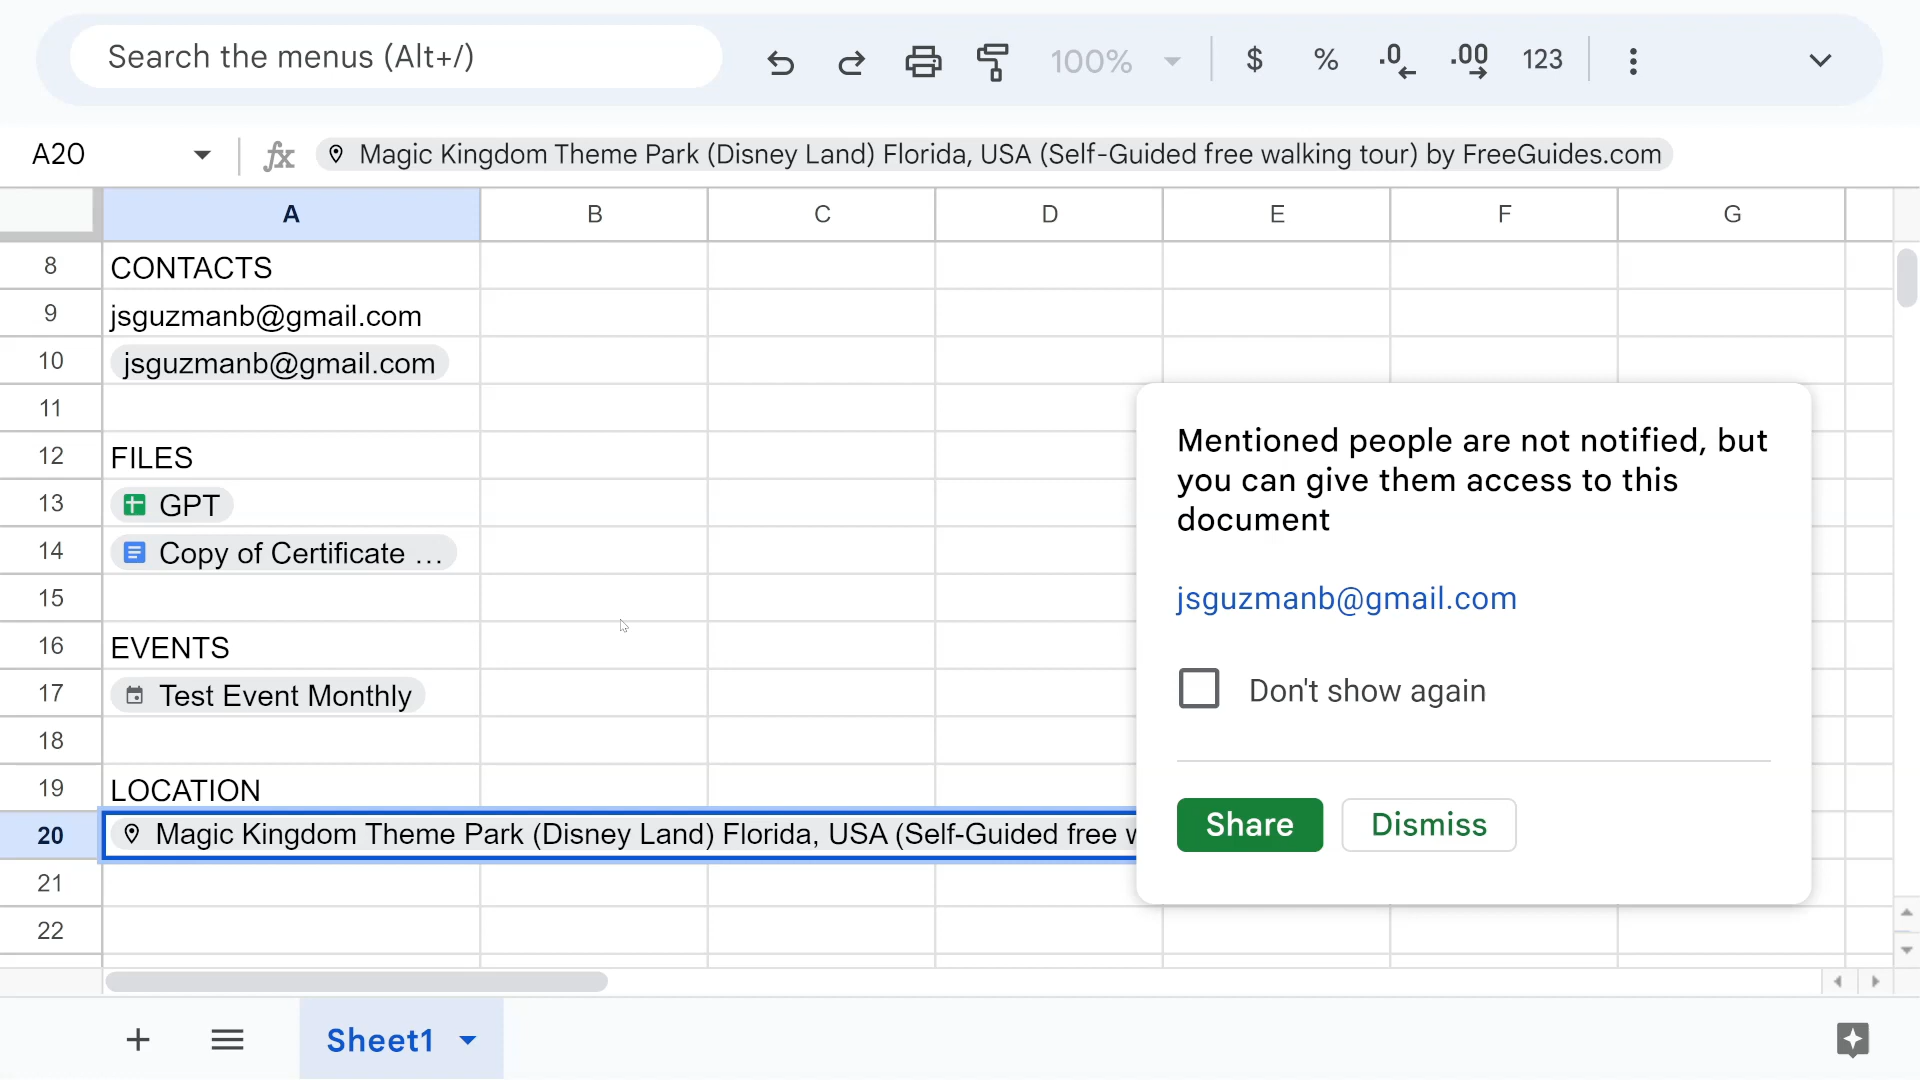 Search the menus (Alt+/)
100%
$
%
.0
.00
123
A20
fx
Magic Kingdom Theme Park (Disney Land) Florida, USA (Self-Guided free walking tour) by FreeGuides.com
A B C D E F G
8 CONTACTS
9 jsguzmanb@gmail.com
10 jsguzmanb@gmail.com
11
12 FILES
13 GPT
14 Copy of Certificate ...
15
16 EVENTS
17 Test Event Monthly
18
19 LOCATION
20 Magic Kingdom Theme Park (Disney Land) Florida, USA (Self-Guided free
21
22
Mentioned people are not notified, but
you can give them access to this
document
jsguzmanb@gmail.com
Don't show again
Share Dismiss
Sheet1